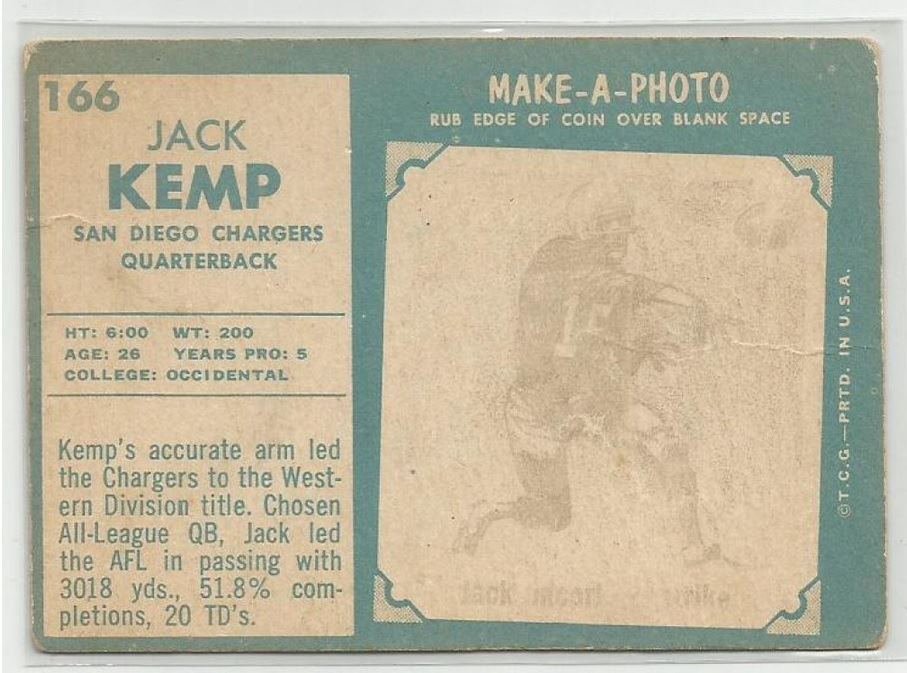 166
JACK
KEMP
SAN DIEGO CHARGERS
QUARTERBACK
HT: 6:00 WT: 200
AGE: 26 YEARS PRO: 5
COLLEGE: OCCIDENTAL
Kemp's accurate arm led
the Chargers to the West-
ern Division title. Chosen
All-League QB, Jack led
the AFL in passing with
3018 yds., 51.8% com-
pletions, 20 TD's.
MAKE-A-PHOTO
RUB EDGE OF COIN OVER BLANK SPACE
©T.C.G.—PRTD. IN U.S.A.